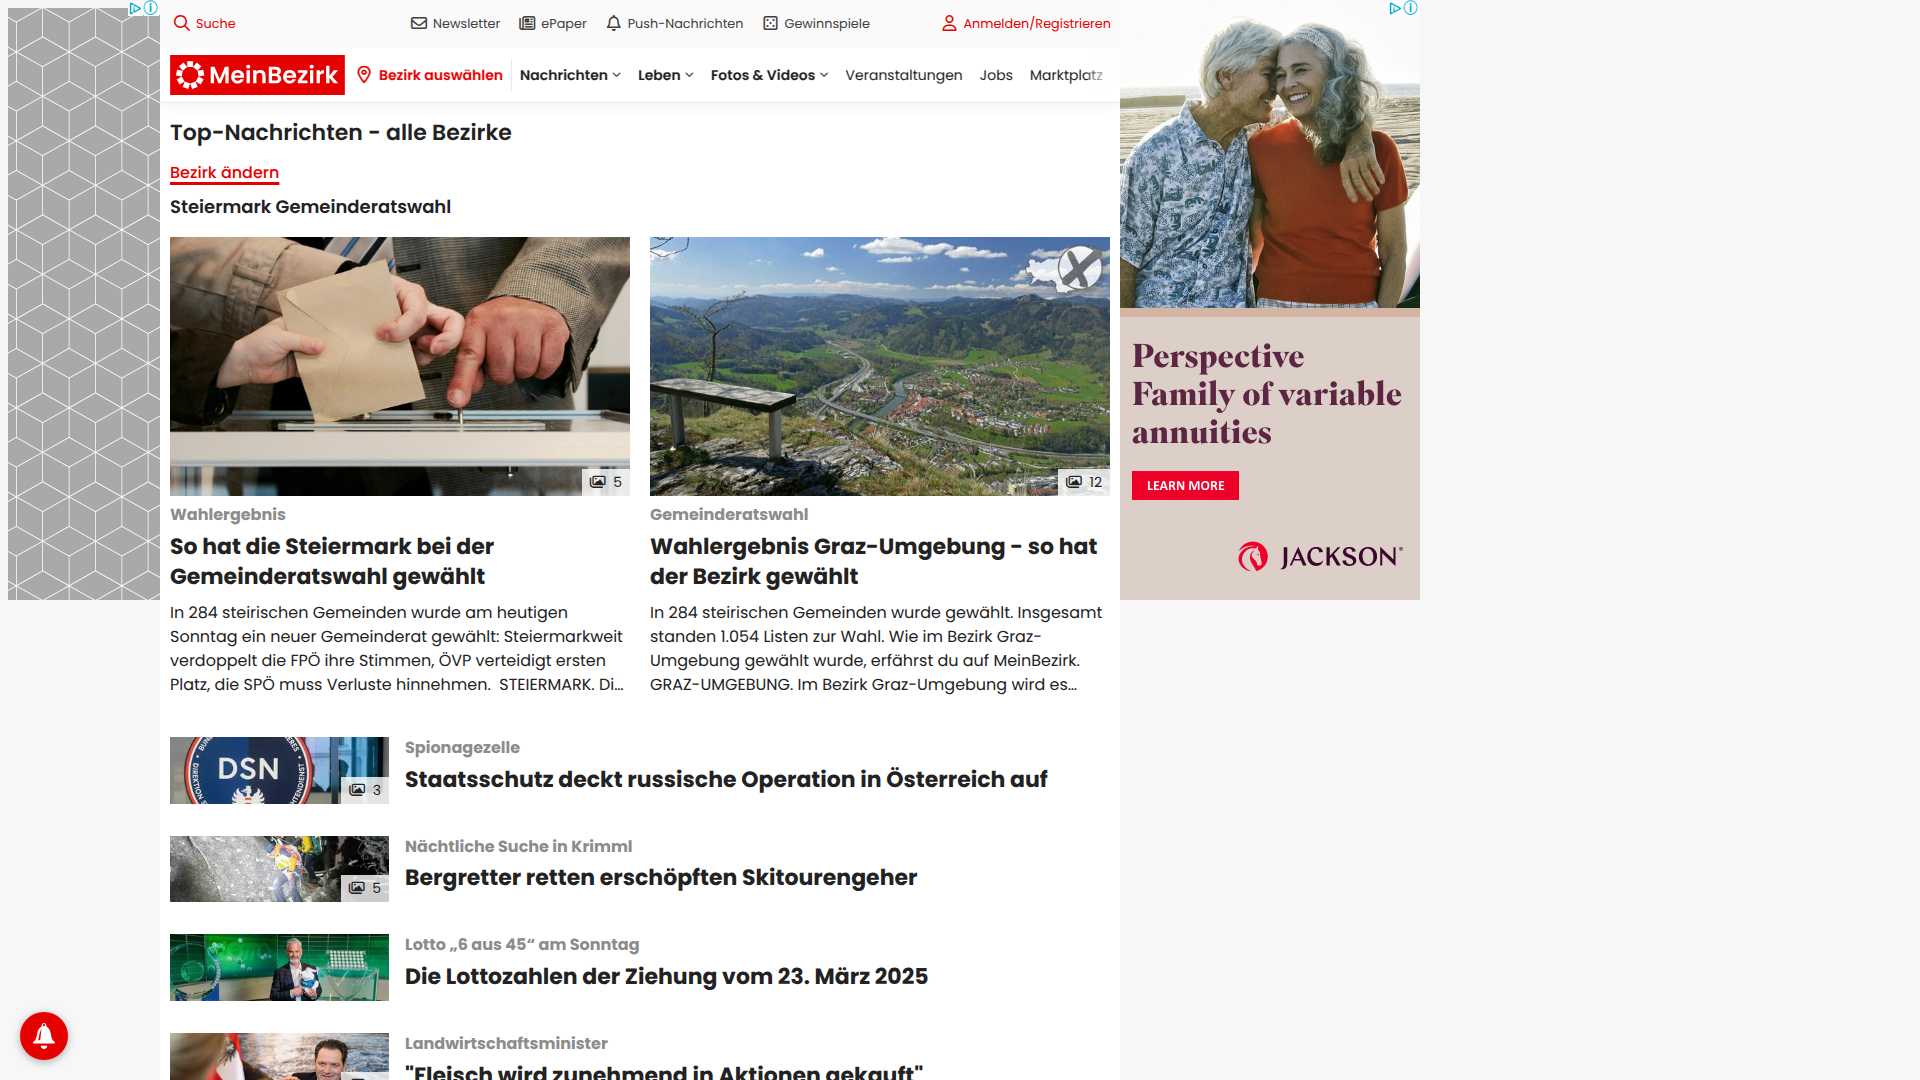 Suche
Newsletter
ePaper
Push-Nachrichten
Gewinnspiele
Anmelden/Registrieren
MeinBezirk
Bezirk auswählen
Nachrichten
Leben
Fotos & Videos
Veranstaltungen
Jobs
Marktplatz
Top-Nachrichten - alle Bezirke
Bezirk ändern
Steiermark Gemeinderatswahl
5
Wahlergebnis
So hat die Steiermark bei der
Gemeinderatswahl gewählt
In 284 steirischen Gemeinden wurde am heutigen
Sonntag ein neuer Gemeinderat gewählt: Steiermarkweit
verdoppelt die FPÖ ihre Stimmen, ÖVP verteidigt ersten
Platz, die SPÖ muss Verluste hinnehmen. STEIERMARK. Di...
12
Gemeinderatswahl
Wahlergebnis Graz-Umgebung - so hat
der Bezirk gewählt
In 284 steirischen Gemeinden wurde gewählt. Insgesamt
standen 1.054 Listen zur Wahl. Wie im Bezirk Graz-
Umgebung gewählt wurde, erfährst du auf MeinBezirk.
GRAZ-UMGEBUNG. Im Bezirk Graz-Umgebung wird es...
DSN
3
Spionagezelle
Staatsschutz deckt russische Operation in Österreich auf
5
Nächtliche Suche in Krimml
Bergretter retten erschöpften Skitourengeher
Lotto „6 aus 45“ am Sonntag
Die Lottozahlen der Ziehung vom 23. März 2025
Landwirtschaftsminister
"Fleisch wird zunehmend in Aktionen gekauft"
Perspective
Family of variable
annuities
LEARN MORE
JACKSON®